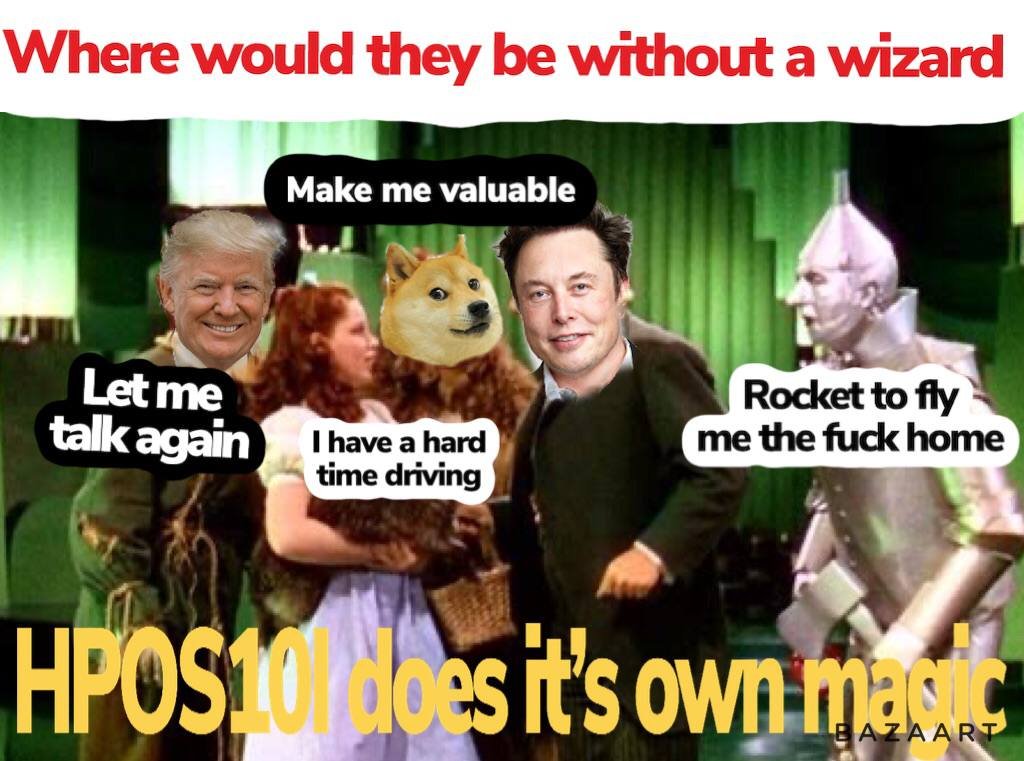 Where would they be without a wizard
Make me valuable
Let me
talk again
I have a hard
time driving
Rocket to fly
me the fuck home
HPOS10I does it's own magic
BAZAART